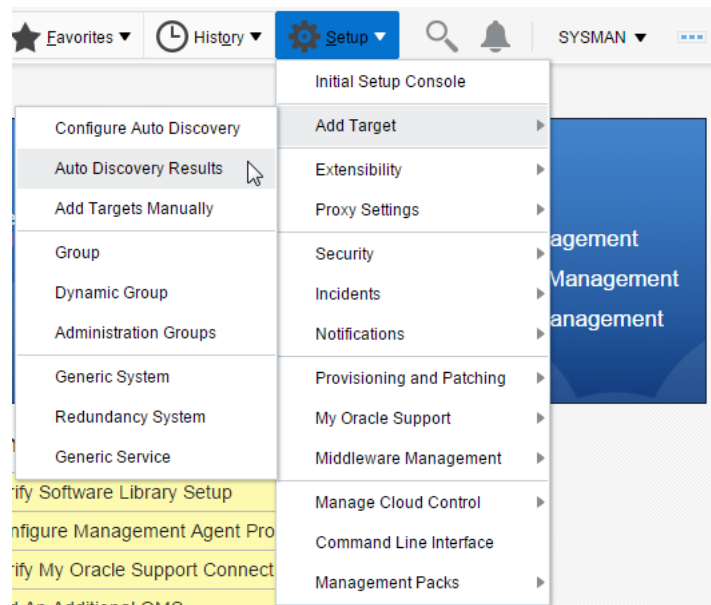 Favorites ▼ History ▼ Setup ▼ SYSMAN ▼
Initial Setup Console
Add Target
Extensibility
Proxy Settings
Security
Incidents
Notifications
Provisioning and Patching
My Oracle Support
Middleware Management
Manage Cloud Control
Command Line Interface
Management Packs
Configure Auto Discovery
Auto Discovery Results
Add Targets Manually
Group
Dynamic Group
Administration Groups
Generic System
Redundancy System
Generic Service
agement
Management
anagement
rify Software Library Setup
nfigure Management Agent Pro
rify My Oracle Support Connect